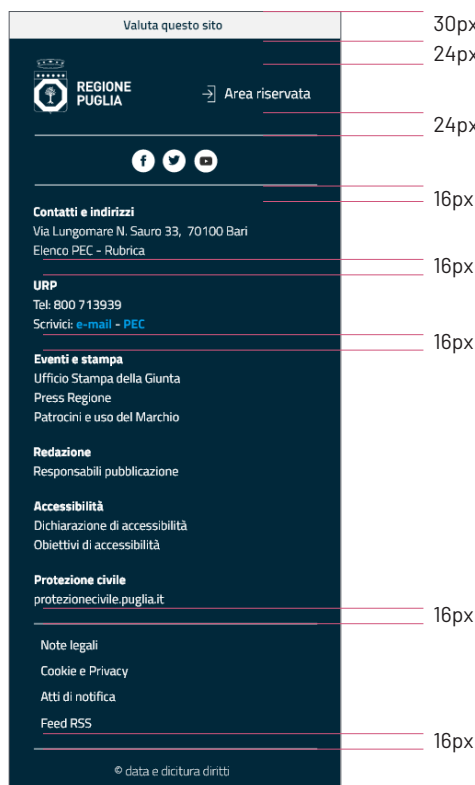 Valuta questo sito
30px
24px
REGIONE
PUGLIA
Area riservata
24px
16px
Contatti e indirizzi
Via Lungomare N. Sauro 33, 70100 Bari
Elenco PEC - Rubrica
16px
URP
Tel: 800 713939
Scrivici: e-mail - PEC
16px
Eventi e stampa
Ufficio Stampa della Giunta
Press Regione
Patrocini e uso del Marchio
Redazione
Responsabili pubblicazione
Accessibilità
Dichiarazione di accessibilità
Obiettivi di accessibilità
Protezione civile
protezionecivile.puglia.it
16px
Note legali
Cookie e Privacy
Atti di notifica
Feed RSS
16px
© data e dicitura diritti